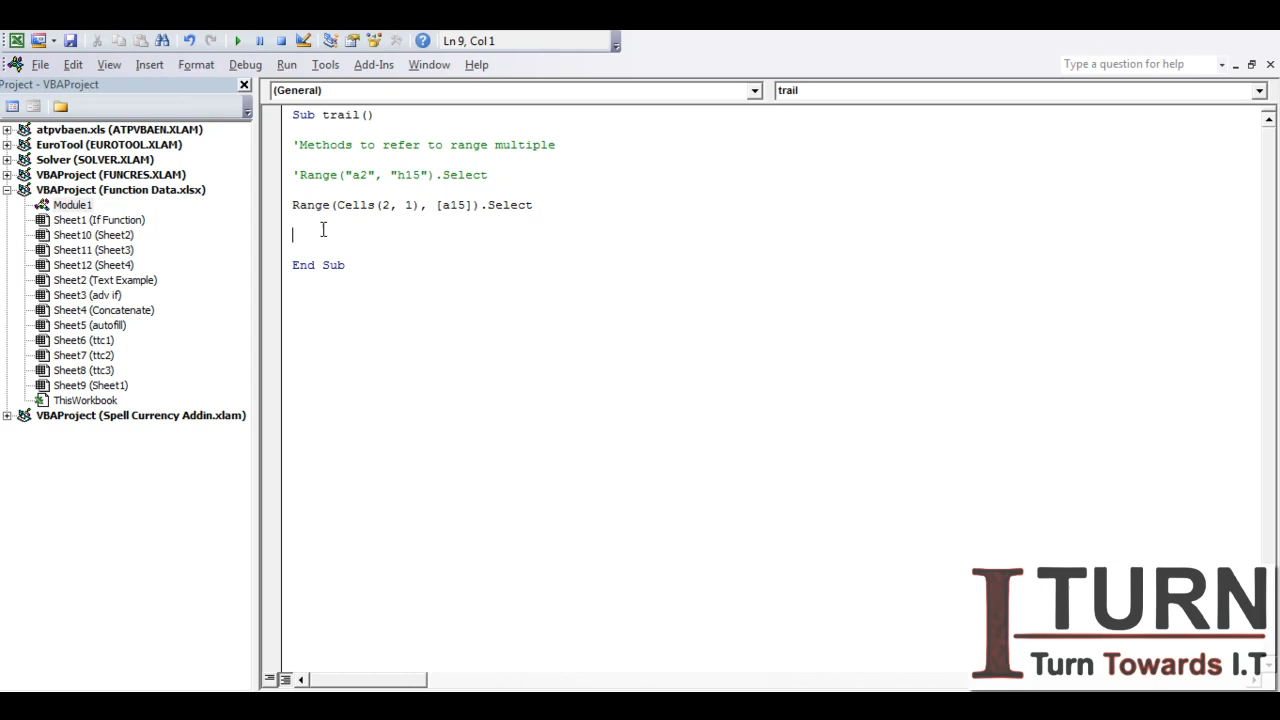 Ln 9, Col 1
File Edit View Insert Format Debug Run Tools Add-Ins Window Help
Type a question for help
Project - VBAProject
(General)
trail
atpvbaen.xls (ATPVBAEN.XLAM)
EuroTool (EUROTOOL.XLAM)
Solver (SOLVER.XLAM)
VBAProject (FUNCRES.XLAM)
VBAProject (Function Data.xlsx)
Module1
Sheet1 (If Function)
Sheet10 (Sheet2)
Sheet11 (Sheet3)
Sheet12 (Sheet4)
Sheet2 (Text Example)
Sheet3 (adv if)
Sheet4 (Concatenate)
Sheet5 (autofill)
Sheet6 (ttc1)
Sheet7 (ttc2)
Sheet8 (ttc3)
Sheet9 (Sheet1)
ThisWorkbook
VBAProject (Spell Currency Addin.xlam)
Sub trail()
'Methods to refer to range multiple
'Range("a2", "h15").Select
Range(Cells(2, 1), [a15]).Select
End Sub
I TURN
Turn Towards I.T